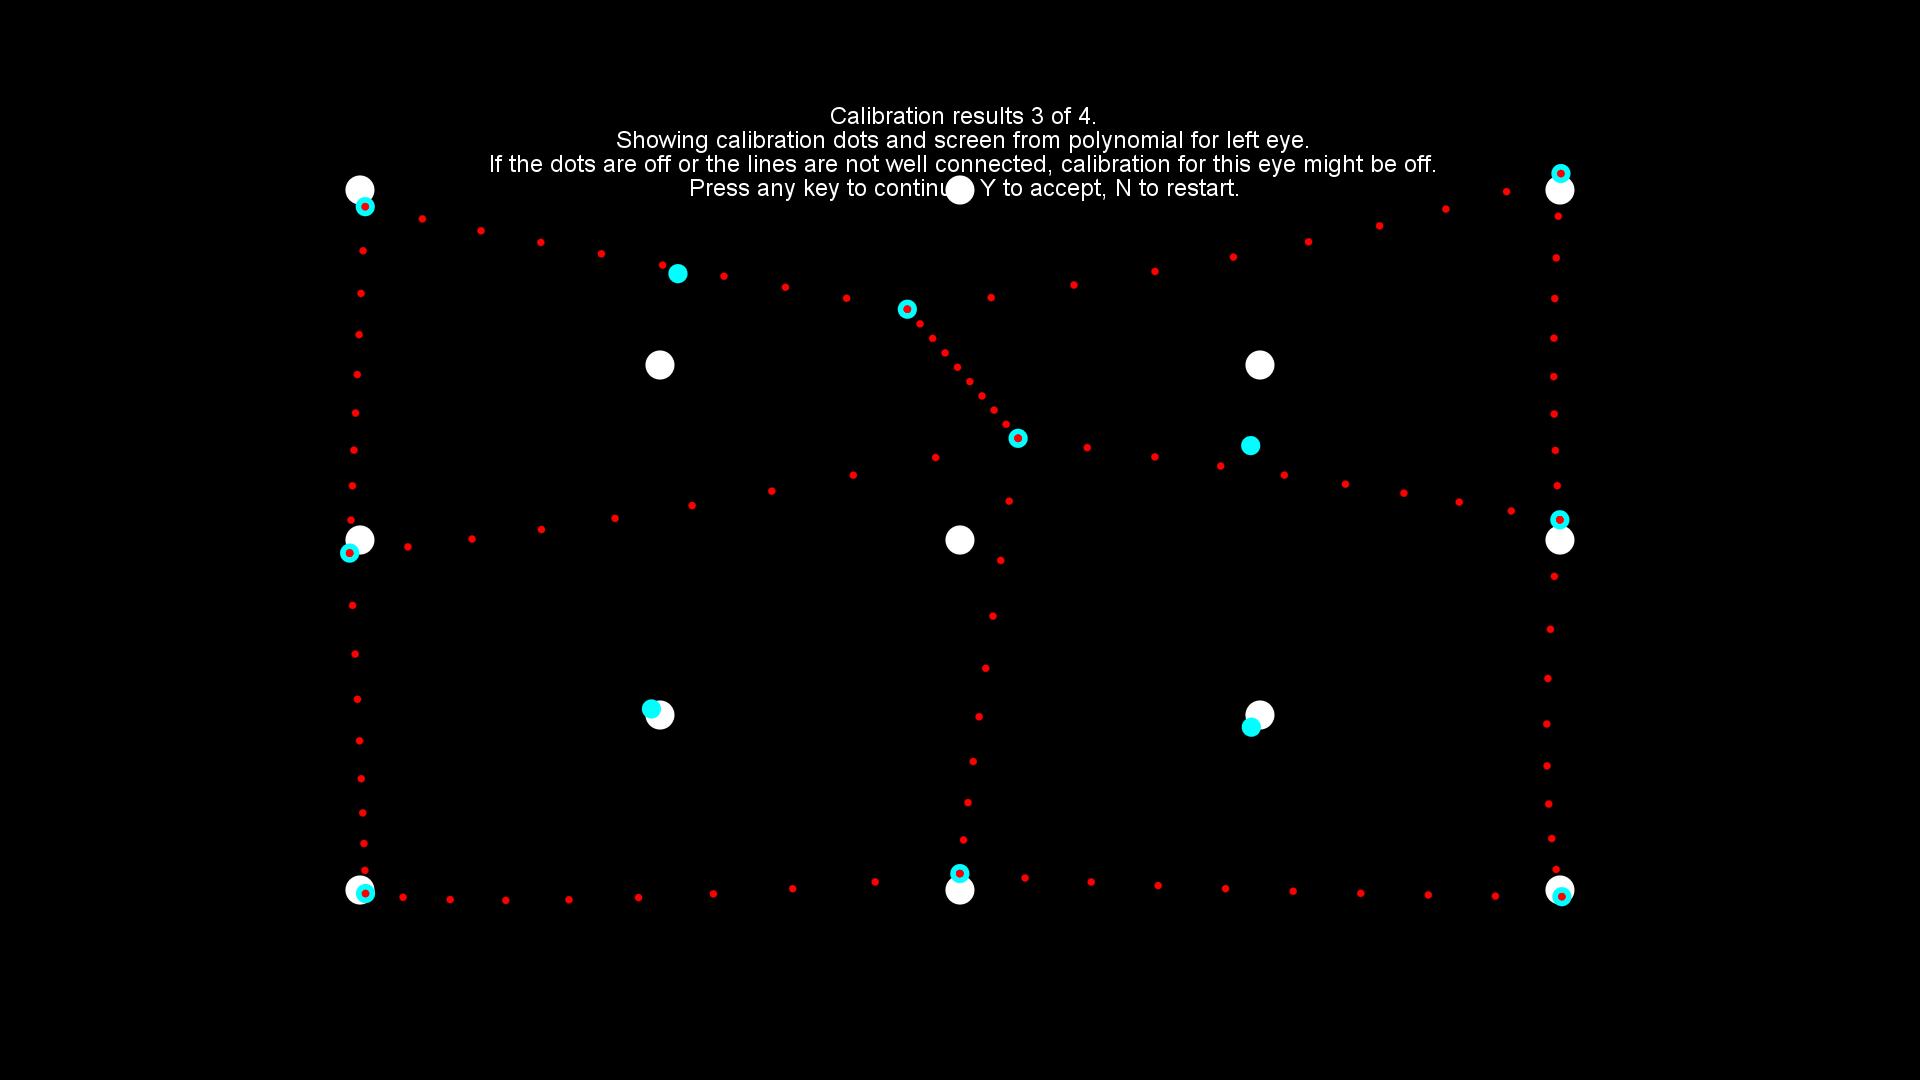 Calibration results 3 of 4.
Showing calibration dots and screen from polynomial for left eye.
If the dots are off or the lines are not well connected, calibration for this eye might be off.
Press any key to continu Y to accept, N to restart.